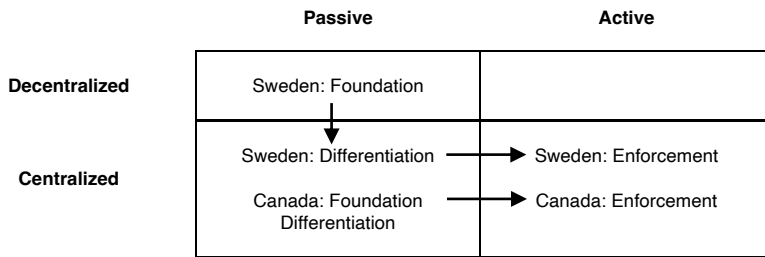 Passive Active
Decentralized Sweden: Foundation
Sweden: Differentiation Sweden: Enforcement
Centralized
Canada: Foundation Canada: Enforcement
Differentiation